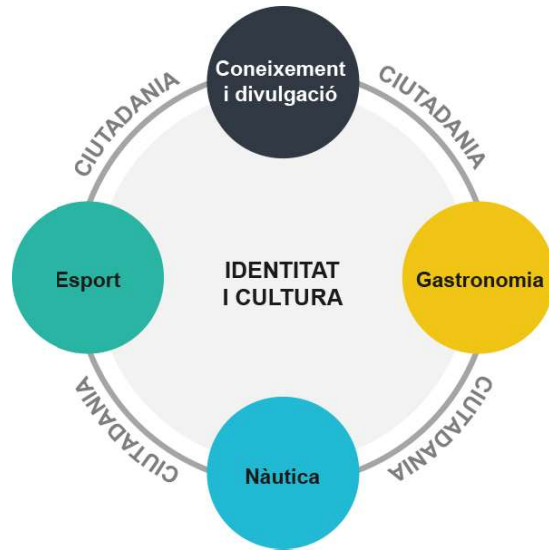 Coneixement
i divulgació
CIUTADANIA
CIUTADANIA
Esport
IDENTITAT
I CULTURA
Gastronomia
CIUTADANIA
CIUTADANIA
Nàutica